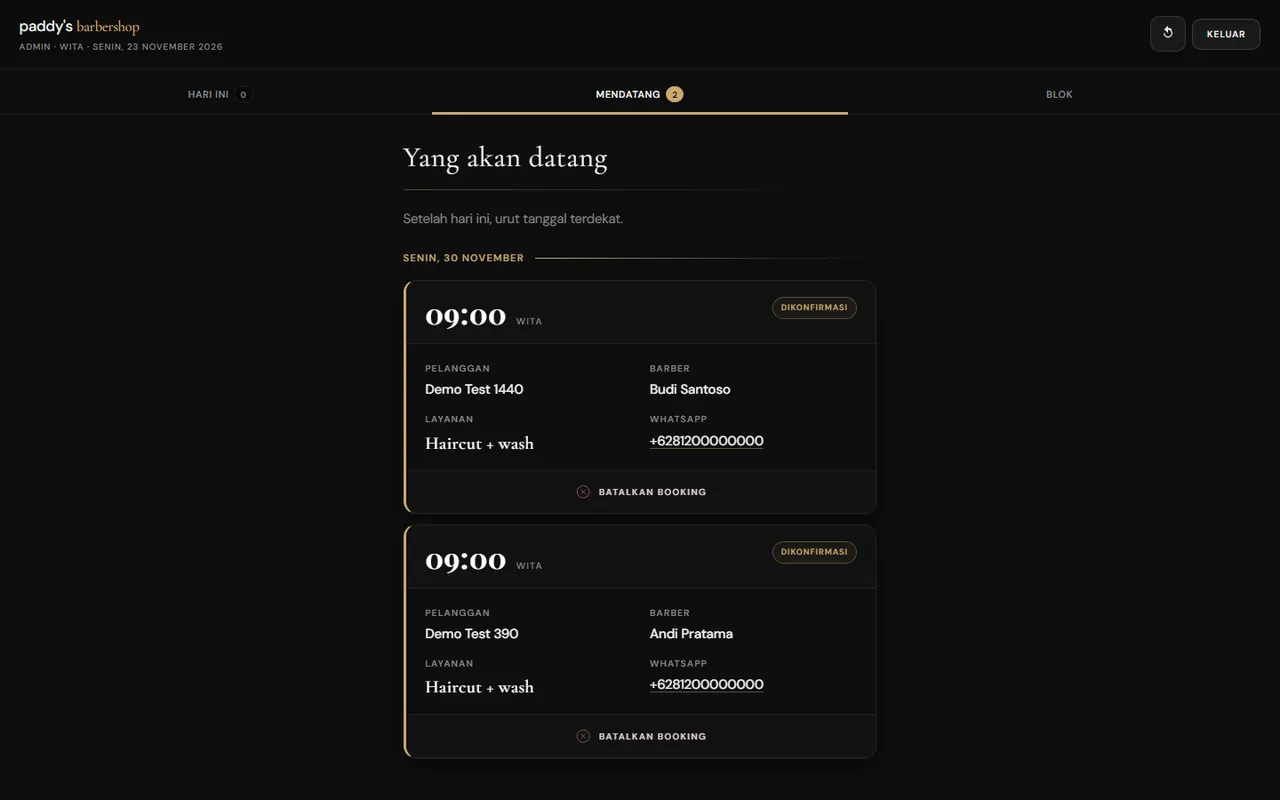 paddy's barbershop
ADMIN · WITA · SENIN, 23 NOVEMBER 2026
KELUAR
HARI INI 0
MENDATANG 2
BLOK
Yang akan datang
Setelah hari ini, urut tanggal terdekat.
SENIN, 30 NOVEMBER
09:00 WITA
DIKONFIRMASI
PELANGGAN
Demo Test 1440
BARBER
Budi Santoso
LAYANAN
Haircut + wash
WHATSAPP
+6281200000000
BATALKAN BOOKING
09:00 WITA
DIKONFIRMASI
PELANGGAN
Demo Test 390
BARBER
Andi Pratama
LAYANAN
Haircut + wash
WHATSAPP
+6281200000000
BATALKAN BOOKING